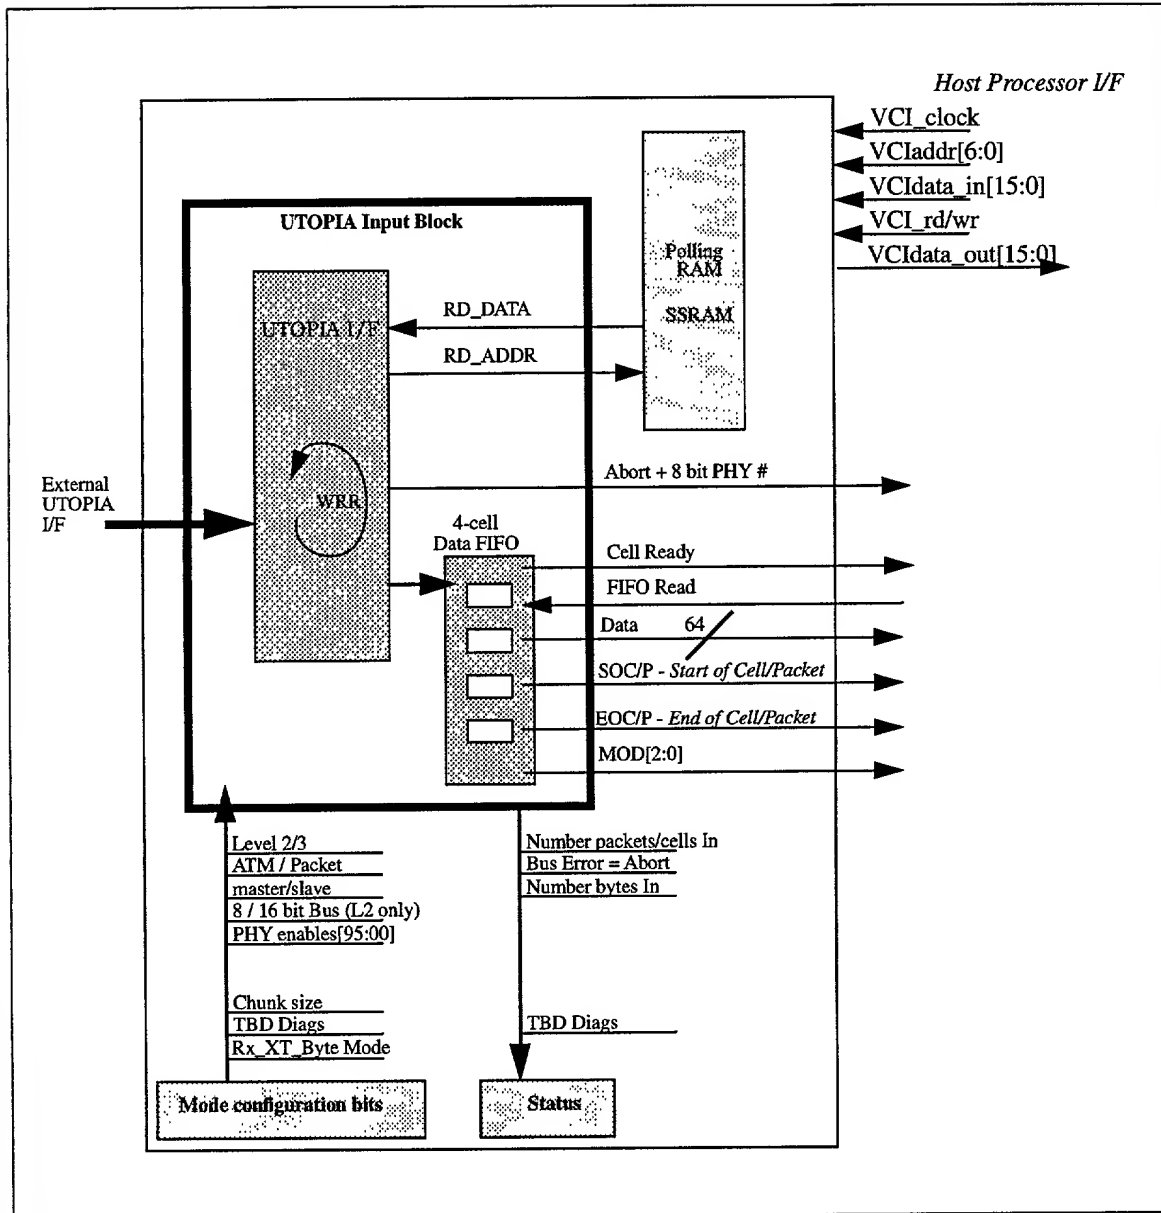 Host Processor I/F
VCI_clock
VCIaddr[6:0]
VCIdata_in[15:0]
VCI_rd/wr
VCIdata_out[15:0]
UTOPIA Input Block
Polling
RAM
SSRAM
UTOPIA I/F
RD_DATA
RD_ADDR
WRR
External
UTOPIA
I/F
Abort + 8 bit PHY #
4-cell
Data FIFO
Cell Ready
FIFO Read
Data 64
SOC/P - Start of Cell/Packet
EOC/P - End of Cell/Packet
MOD[2:0]
Level 2/3
ATM / Packet
master/slave
8 / 16 bit Bus (L2 only)
PHY enables[95:00]
Chunk size
TBD Diags
Rx_XT_Byte Mode
Mode configuration bits
Number packets/cells In
Bus Error = Abort
Number bytes In
TBD Diags
Status